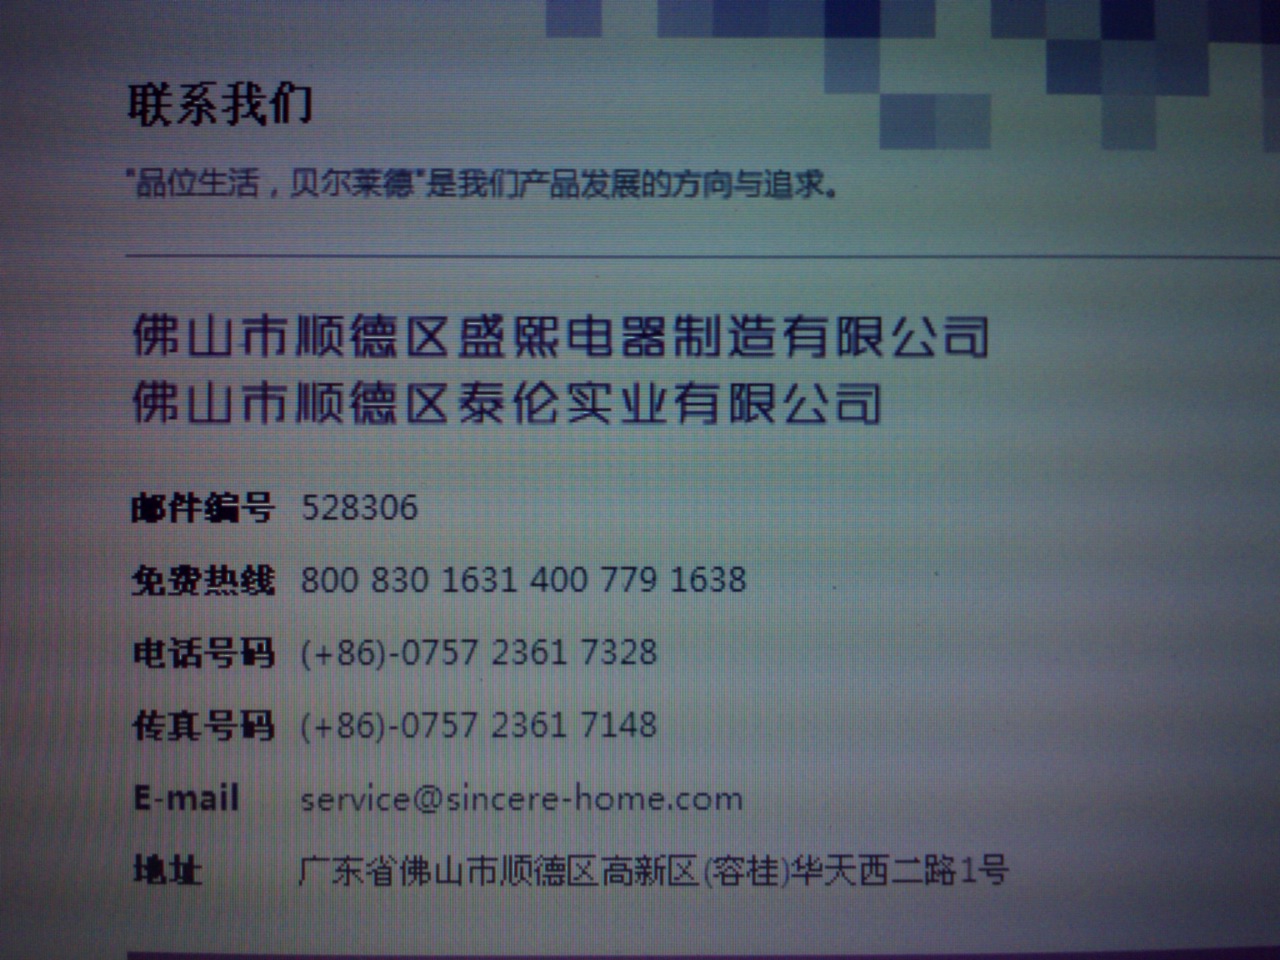 联系我们
"品位生活，贝尔莱德"是我们产品发展的方向与追求。
佛山市顺德区盛熙电器制造有限公司
佛山市顺德区泰伦实业有限公司
邮件编号 528306
免费热线 800 830 1631 400 779 1638
电话号码 (+86)-0757 2361 7328
传真号码 (+86)-0757 2361 7148
E-mail service@sincere-home.com
地址 广东省佛山市顺德区高新区(容桂)华天西二路1号